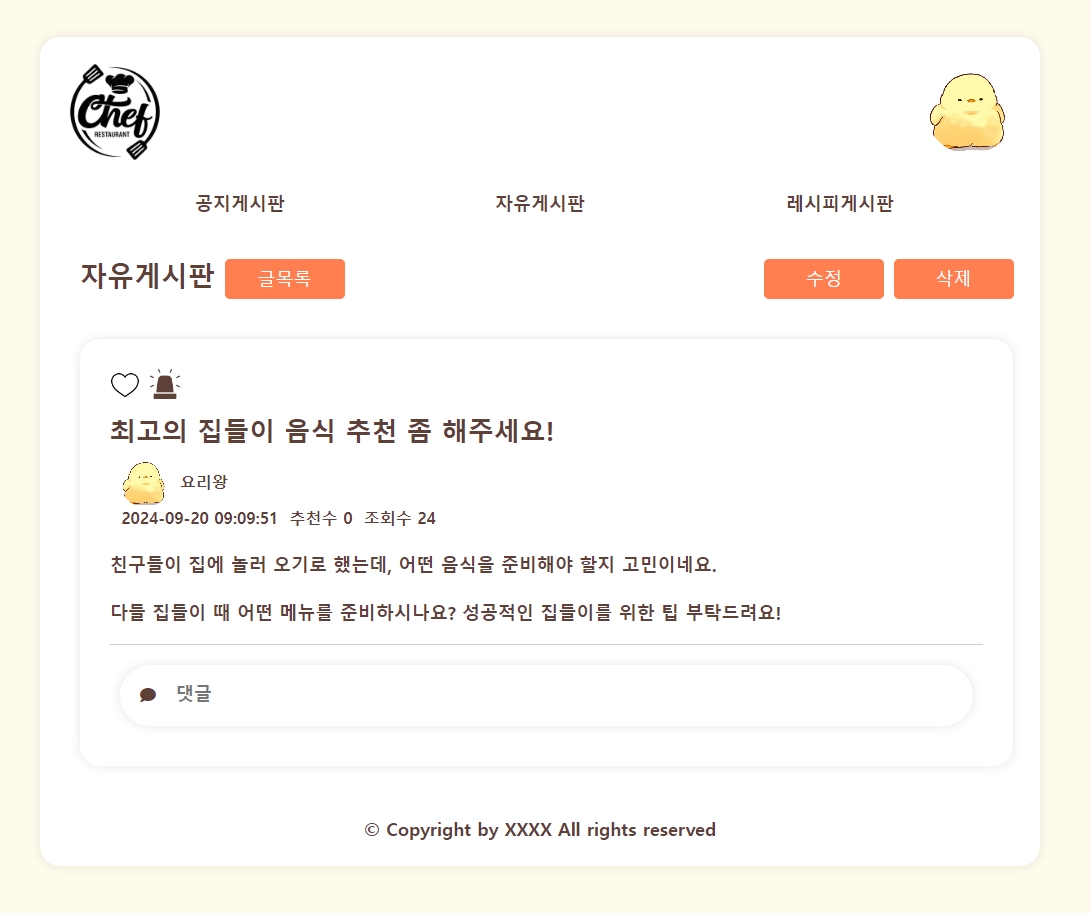 Chef
RESTAURANT
공지게시판 자유게시판 레시피게시판
자유게시판 글목록 수정 삭제
최고의 집들이 음식 추천 좀 해주세요!
요리왕
2024-09-20 09:09:51 추천수 0 조회수 24
친구들이 집에 놀러 오기로 했는데, 어떤 음식을 준비해야 할지 고민이네요.
다들 집들이 때 어떤 메뉴를 준비하시나요? 성공적인 집들이를 위한 팁 부탁드려요!
댓글
© Copyright by XXXX All rights reserved